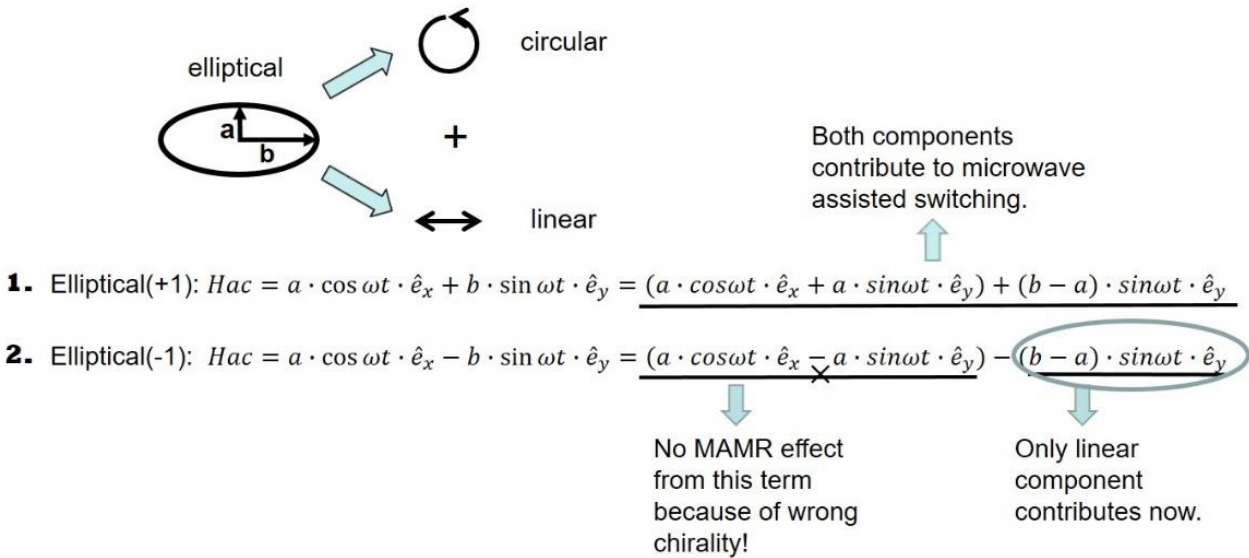 circular
elliptical
a
b
+
linear
Both components
contribute to microwave
assisted switching.
1. Elliptical(+1): Hac = a · cos ωt · ê_x + b · sin ωt · ê_y = (a · cosωt · ê_x + a · sinωt · ê_y) + (b − a) · sinωt · ê_y
2. Elliptical(-1): Hac = a · cos ωt · ê_x − b · sin ωt · ê_y = (a · cosωt · ê_x − a · sinωt · ê_y) − (b − a) · sinωt · ê_y
No MAMR effect
from this term
because of wrong
chirality!
Only linear
component
contributes now.